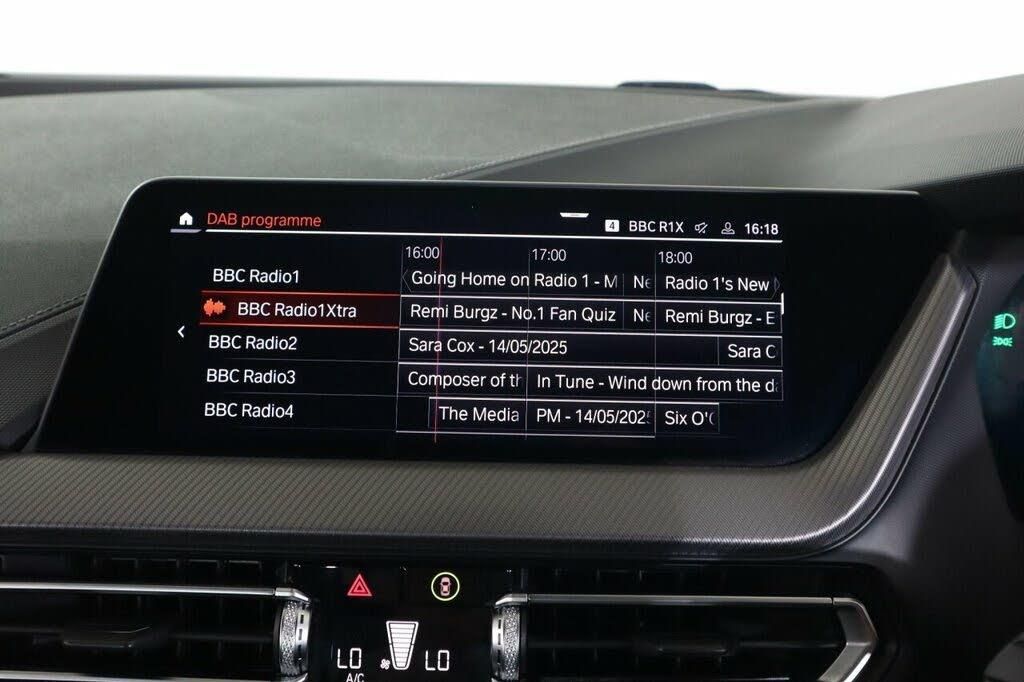 DAB programme 4 BBC R1X 16:18
16:00 17:00 18:00
BBC Radio1 Going Home on Radio 1 - M Ne Radio 1's New
BBC Radio1Xtra Remi Burgz - No.1 Fan Quiz Ne Remi Burgz - E
BBC Radio2 Sara Cox - 14/05/2025 Sara C
BBC Radio3 Composer of th In Tune - Wind down from the d
BBC Radio4 The Media PM - 14/05/202 Six O'
LO LO
A/C